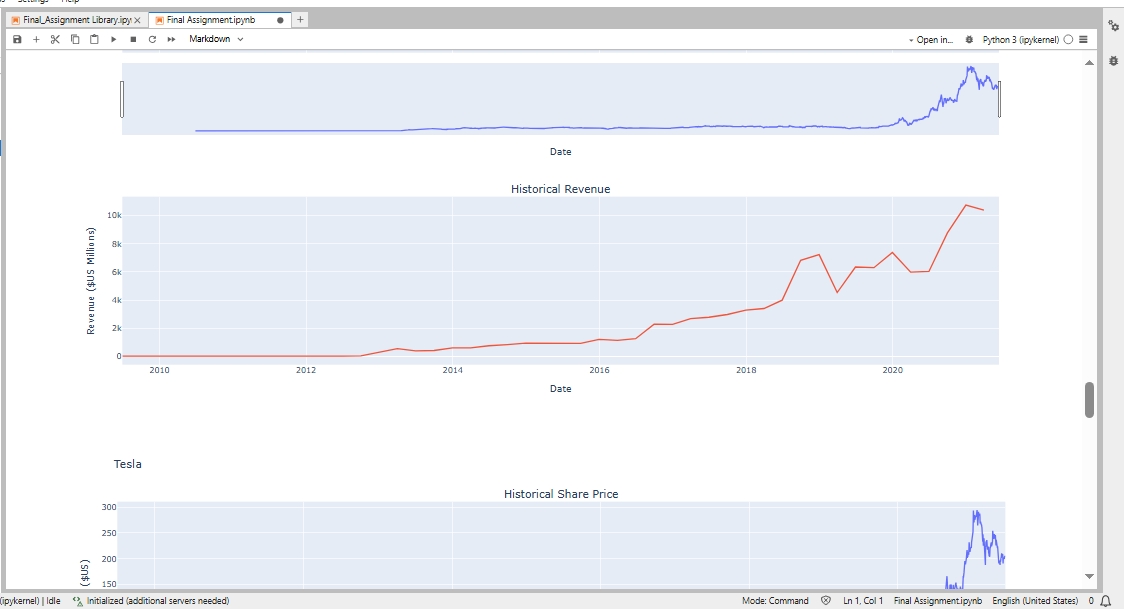 Settings Help
Final_Assignment Library.ipyn
Final Assignment.ipynb
Markdown
Open in...
Python 3 (ipykernel)
Date
Historical Revenue
Revenue ($US Millions)
10k
8k
6k
4k
2k
0
2010 2012 2014 2016 2018 2020
Date
Tesla
Historical Share Price
300
250
200
150
($US)
(ipykernel) | Idle Initialized (additional servers needed) Mode: Command Ln 1, Col 1 Final Assignment.ipynb English (United States) 0